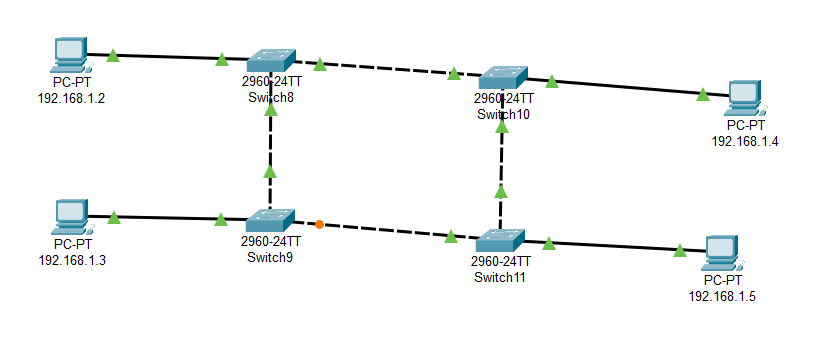 PC-PT
192.168.1.2
2960-24TT
Switch8
2960-24TT
Switch10
PC-PT
192.168.1.4
PC-PT
192.168.1.3
2960-24TT
Switch9
2960-24TT
Switch11
PC-PT
192.168.1.5